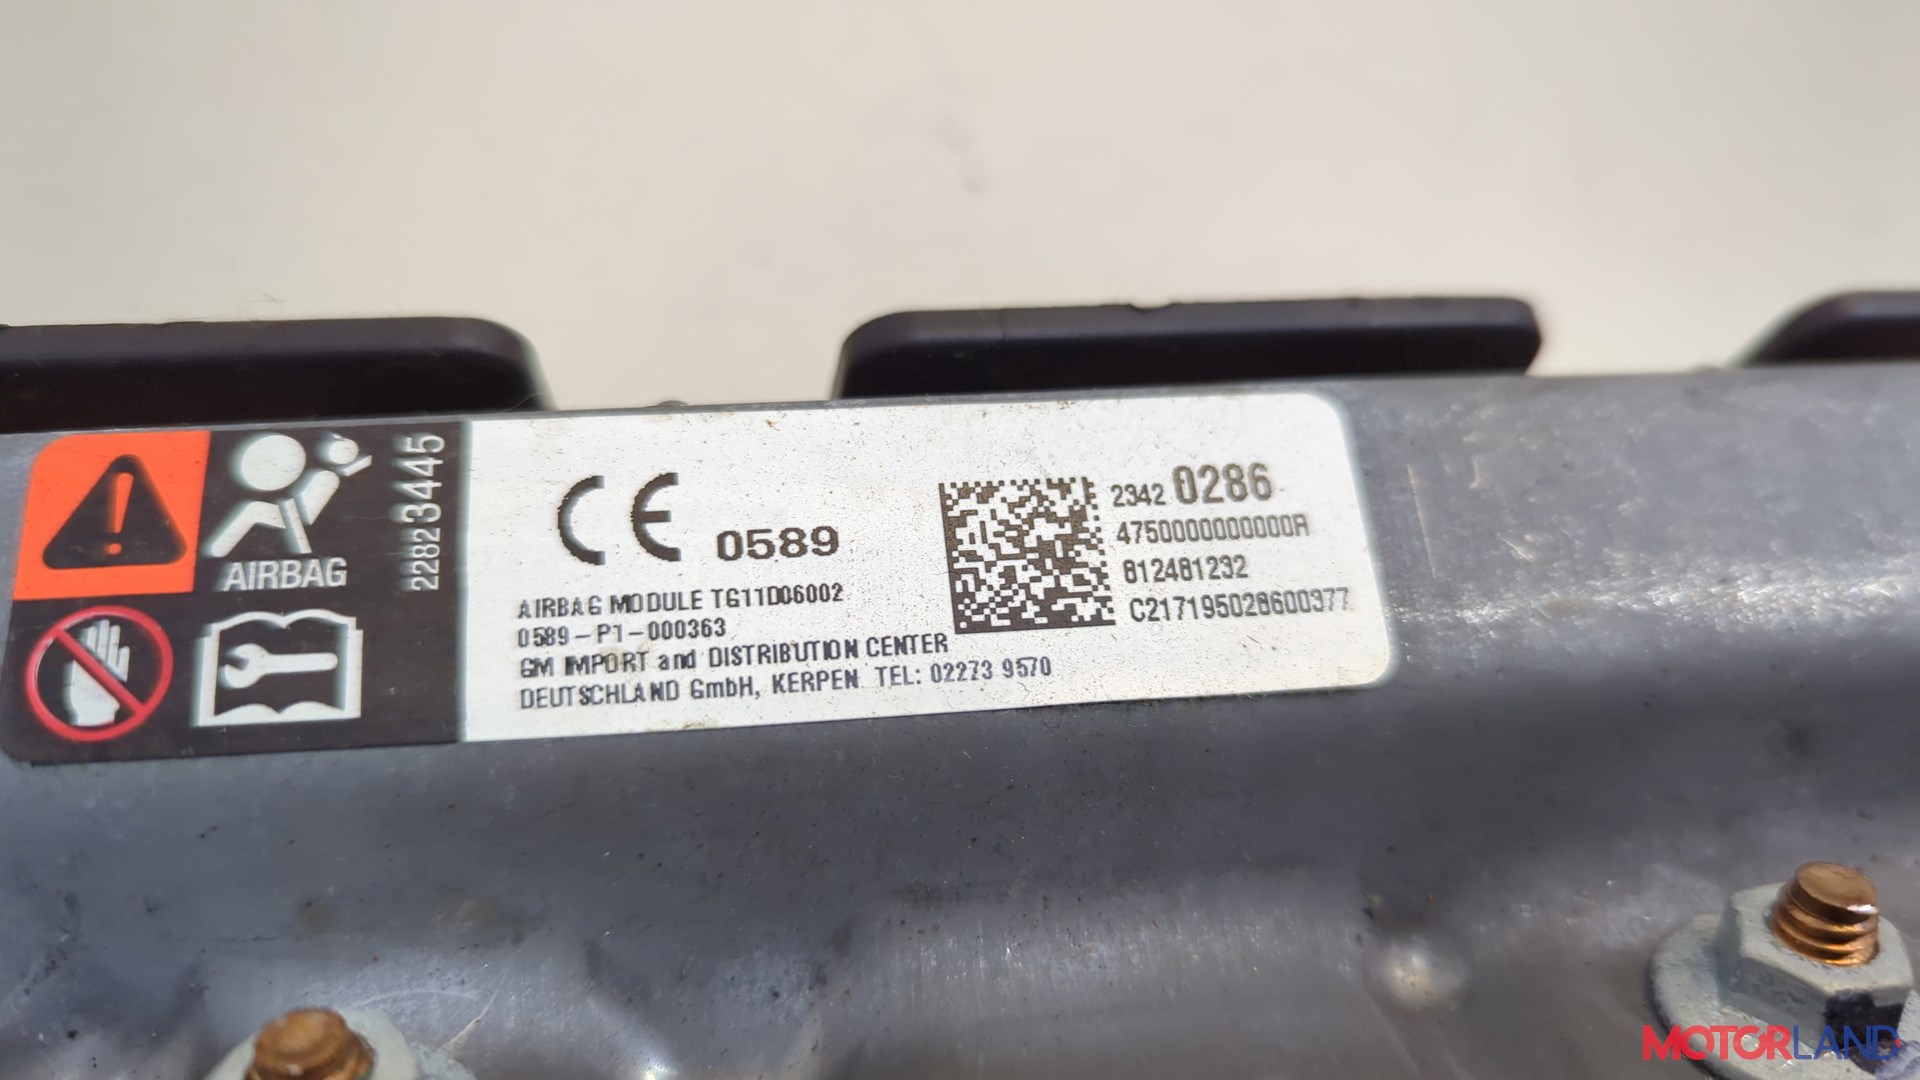 AIRBAG
22823445
CE 0589
AIRBAG MODULE TG11D06002
0589-P1-000363
GM IMPORT and DISTRIBUTION CENTER
DEUTSCHLAND GmbH, KERPEN TEL: 02273 9570
2342 0286
4750000000000A
812481232
C217195028600377
MOTORLAND